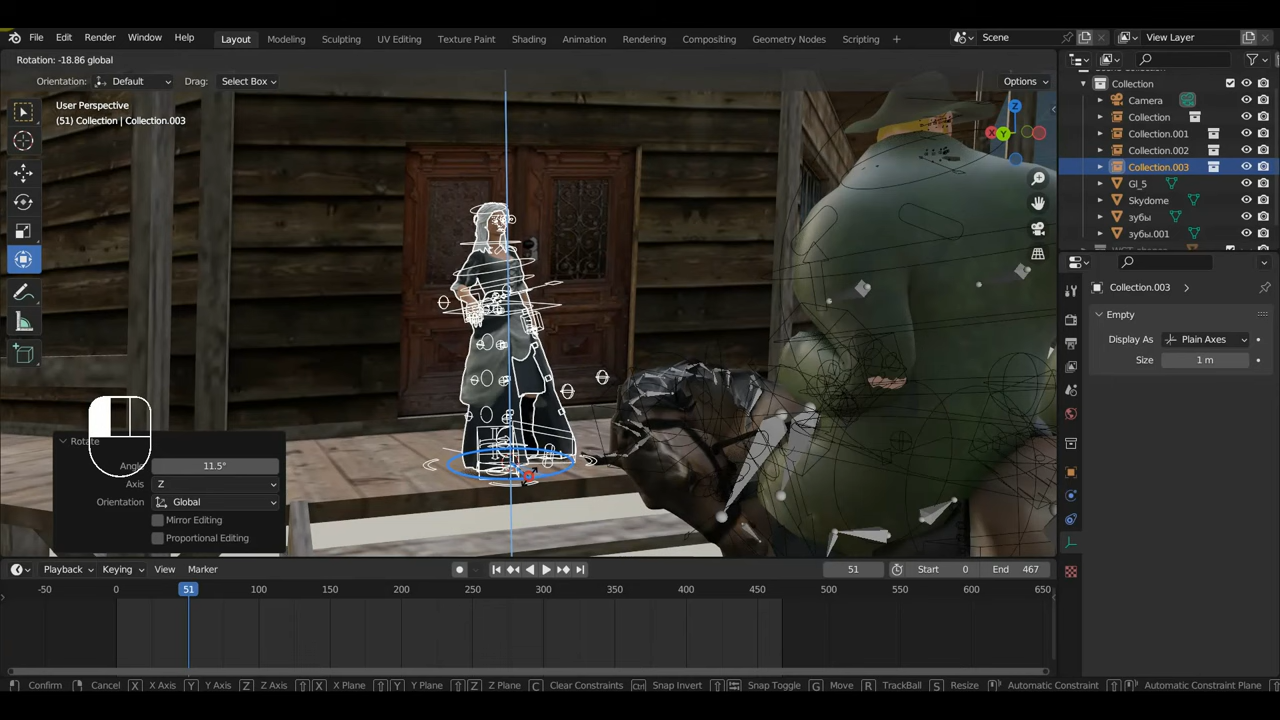 File Edit Render Window Help Layout Modeling Sculpting UV Editing Texture Paint Shading Animation Rendering Compositing Geometry Nodes Scripting + Scene View Layer
Rotation: -18.86 global
Orientation: Default Drag: Select Box Options
User Perspective
(51) Collection | Collection.003
Z
X
Y
Collection
Camera
Collection
Collection.001
Collection.002
Collection.003
Gl_5
Skydome
зубы
зубы.001
Collection.003
Empty
Display As Plain Axes
Size 1 m
Rotate
Angle 11.5°
Axis Z
Orientation Global
Mirror Editing
Proportional Editing
Playback Keying View Marker 51 Start 0 End 467
-50 0 51 100 150 200 250 300 350 400 450 500 550 600 650
Confirm Cancel X X Axis Y Y Axis Z Z Axis X X Plane Y Y Plane Z Z Plane C Clear Constraints Ctrl Snap Invert Snap Toggle G Move R TrackBall S Resize Automatic Constraint Automatic Constraint Plane